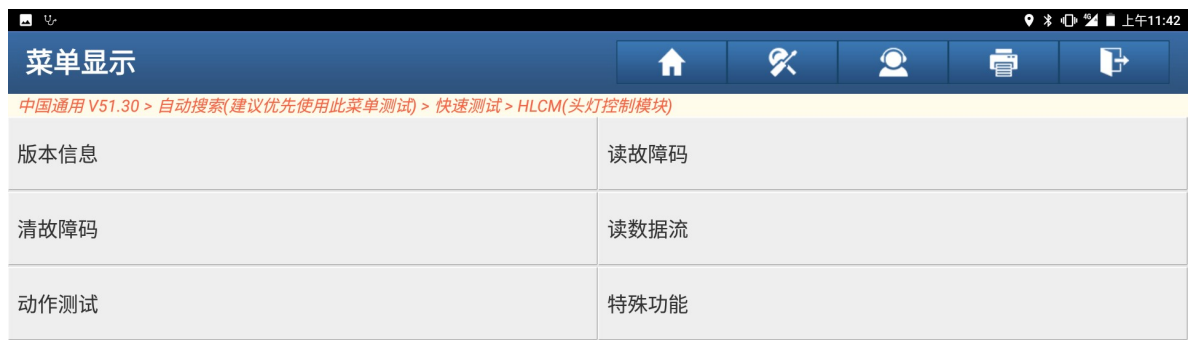 上午11:42
菜单显示
中国通用 V51.30 > 自动搜索(建议优先使用此菜单测试) > 快速测试 > HLCM(头灯控制模块)
版本信息
读故障码
清故障码
读数据流
动作测试
特殊功能